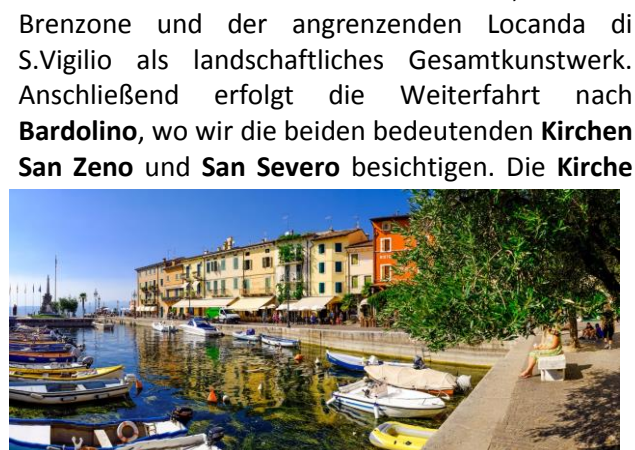 Brenzone und der angrenzenden Locanda di
S.Vigilio als landschaftliches Gesamtkunstwerk.
Anschließend erfolgt die Weiterfahrt nach
Bardolino, wo wir die beiden bedeutenden Kirchen
San Zeno und San Severo besichtigen. Die Kirche